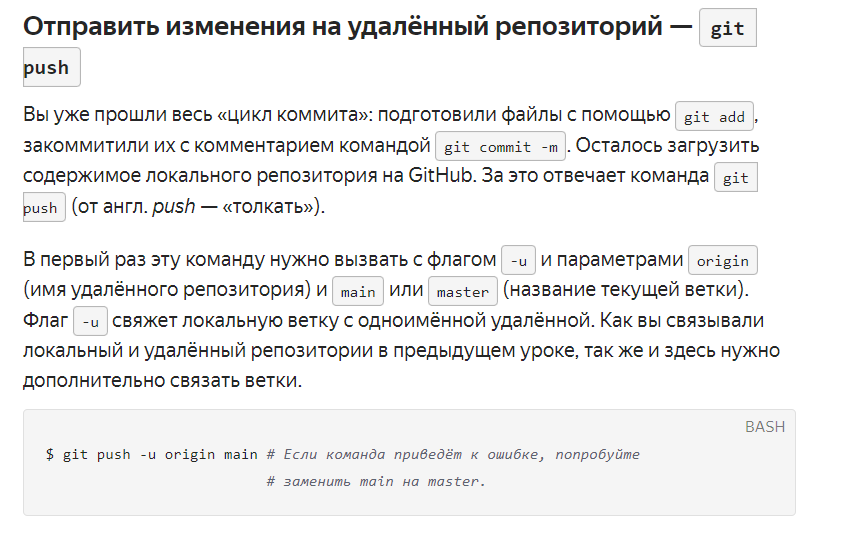 Отправить изменения на удалённый репозиторий — git
push
Вы уже прошли весь «цикл коммита»: подготовили файлы с помощью git add,
закоммитили их с комментарием командой git commit -m. Осталось загрузить
содержимое локального репозитория на GitHub. За это отвечает команда git
push (от англ. push — «толкать»).
В первый раз эту команду нужно вызвать с флагом -u и параметрами origin
(имя удалённого репозитория) и main или master (название текущей ветки).
Флаг -u свяжет локальную ветку с одноимённой удалённой. Как вы связывали
локальный и удалённый репозитории в предыдущем уроке, так же и здесь нужно
дополнительно связать ветки.
BASH
$ git push -u origin main # Если команда приведёт к ошибке, попробуйте
# заменить main на master.